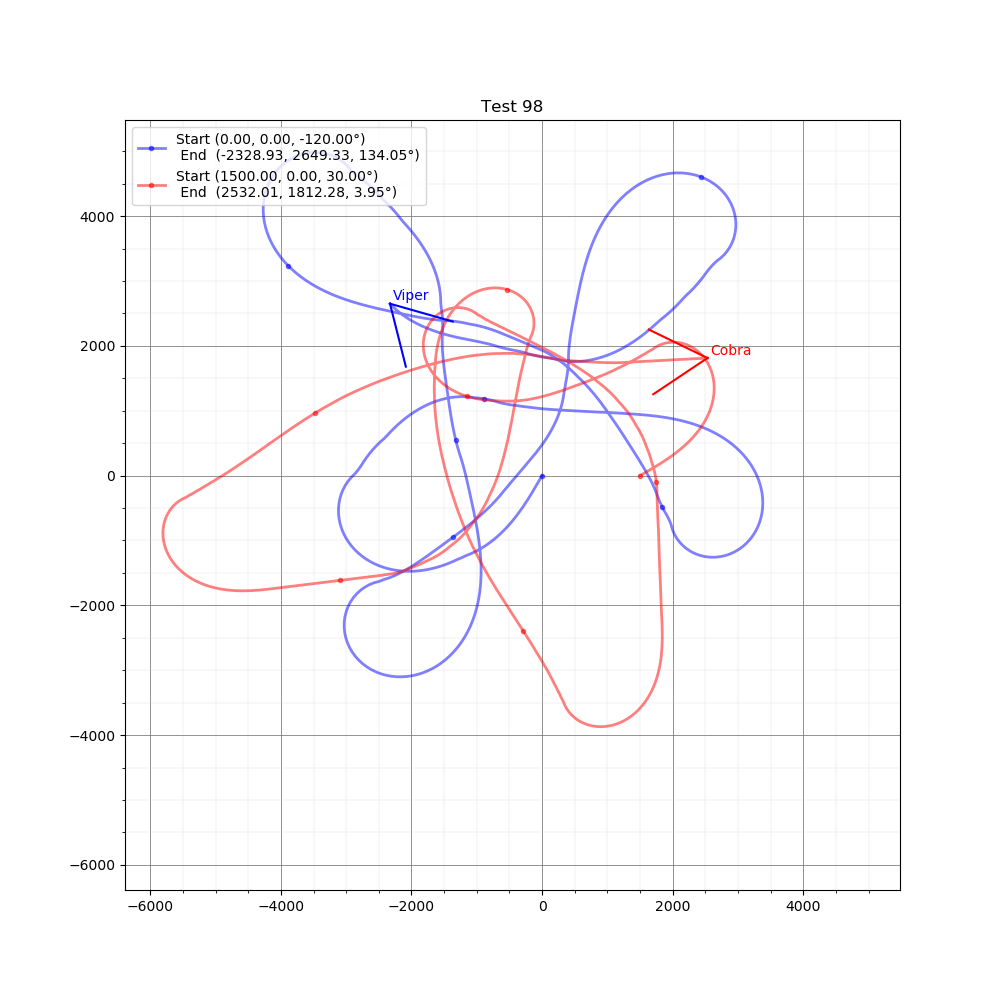 Test 98
Start (0.00, 0.00, -120.00°)
End  (-2328.93, 2649.33, 134.05°)
Start (1500.00, 0.00, 30.00°)
End  (2532.01, 1812.28, 3.95°)
Viper
Cobra
4000
2000
0
−2000
−4000
−6000
−6000 −4000 −2000 0 2000 4000